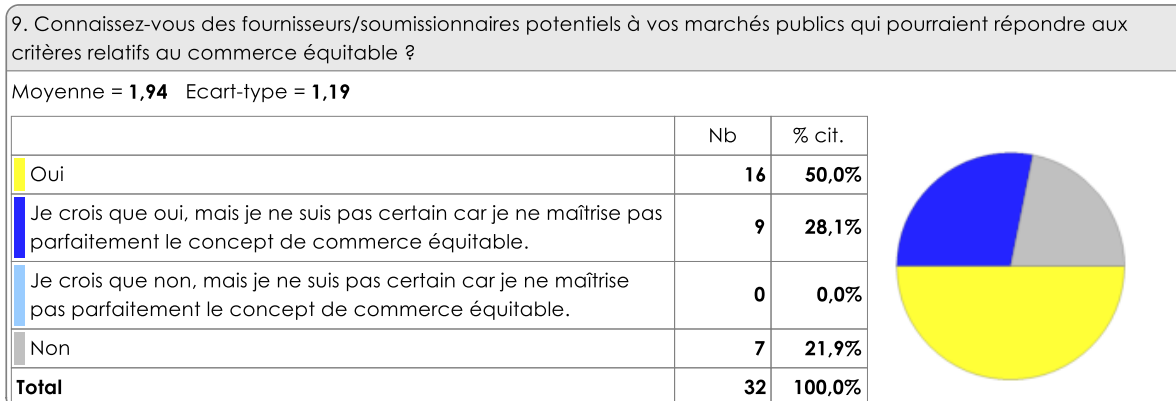 9. Connaissez-vous des fournisseurs/soumissionnaires potentiels à vos marchés publics qui pourraient répondre aux
critères relatifs au commerce équitable ?
Moyenne = 1,94 Ecart-type = 1,19
Nb % cit.
Oui 16 50,0%
Je crois que oui, mais je ne suis pas certain car je ne maîtrise pas
parfaitement le concept de commerce équitable. 9 28,1%
Je crois que non, mais je ne suis pas certain car je ne maîtrise
pas parfaitement le concept de commerce équitable. 0 0,0%
Non 7 21,9%
Total 32 100,0%